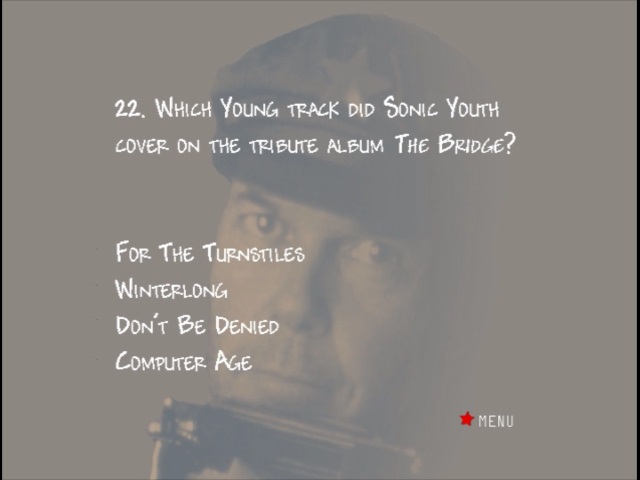 22. Which Young track did Sonic Youth
cover on the tribute album The Bridge?
For The Turnstiles
Winterlong
Don't Be Denied
Computer Age
MENU